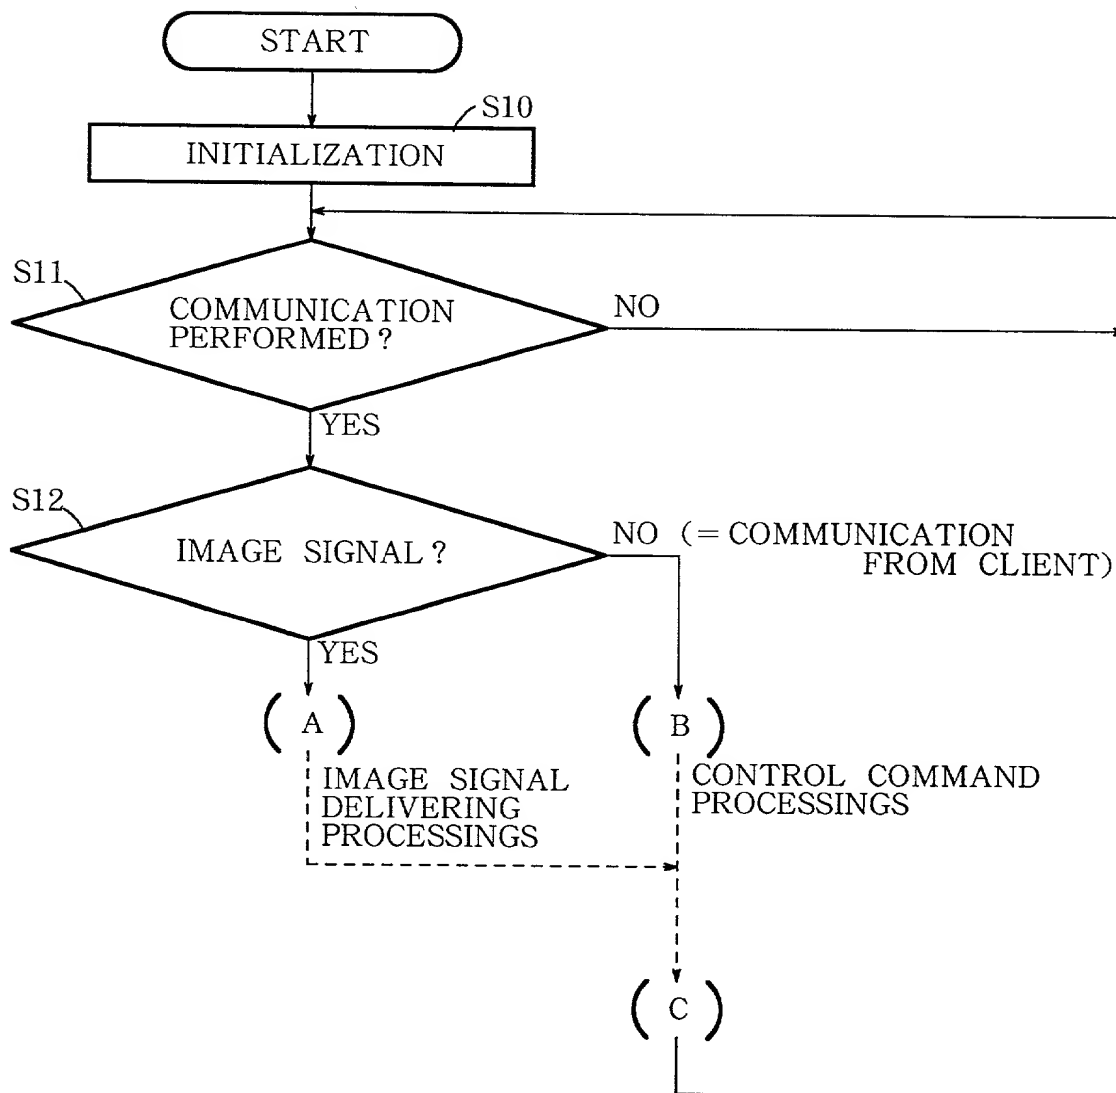 START
S10
INITIALIZATION
S11
COMMUNICATION
PERFORMED?
NO
YES
S12
IMAGE SIGNAL?
NO (=COMMUNICATION
FROM CLIENT)
YES
(A)
(B)
IMAGE SIGNAL
DELIVERING
PROCESSINGS
CONTROL COMMAND
PROCESSINGS
(C)